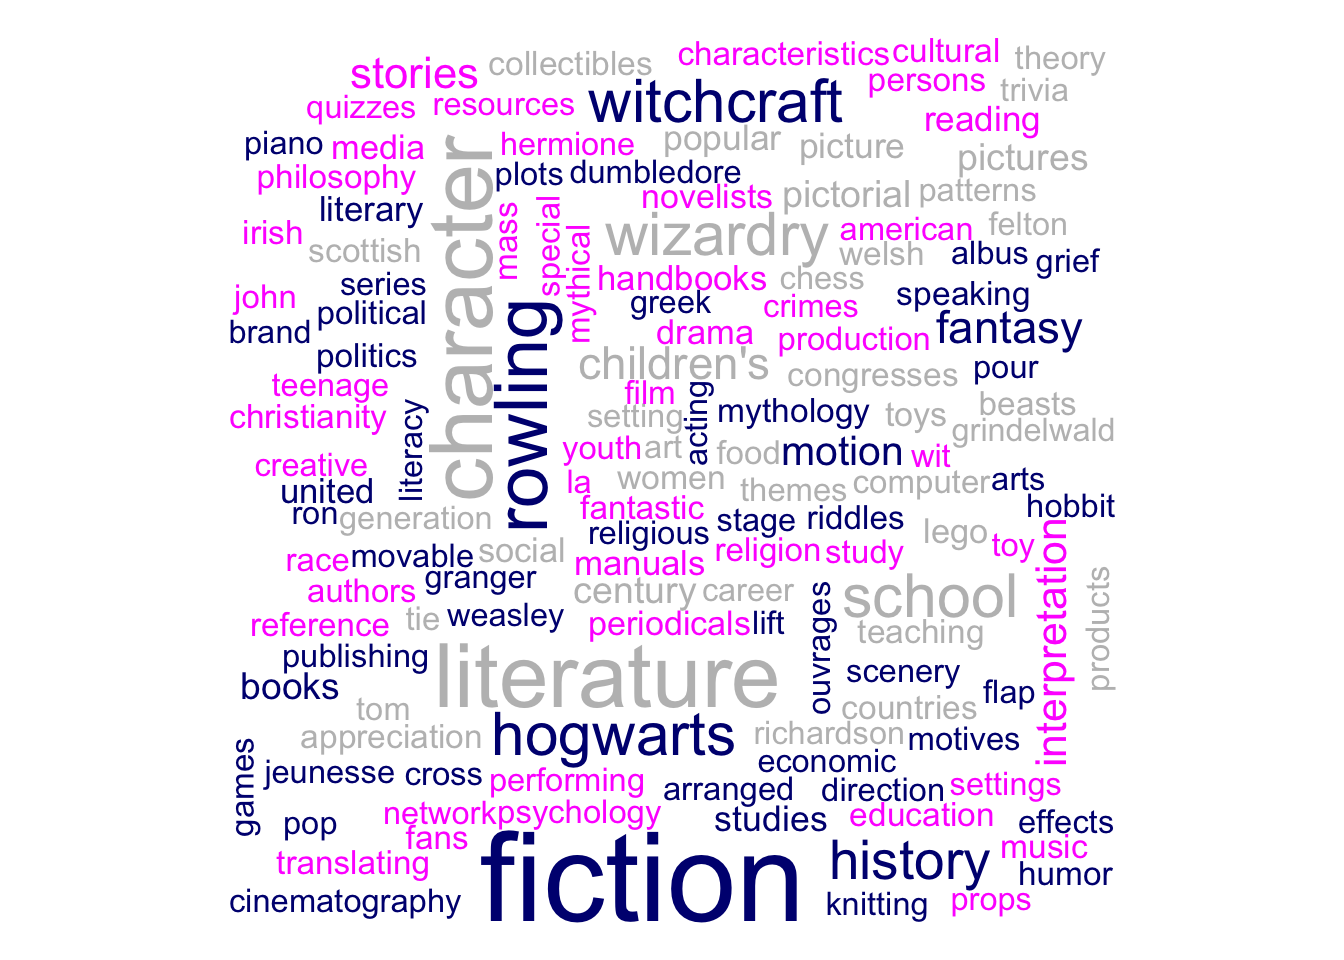 characteristics cultural
stories collectibles theory
persons
quizzes resources witchcraft trivia
reading
piano media hermione popular picture pictures
philosophy plots dumbledore
novelists pictorial patterns
literary character
irish mass special wizardry american felton
scottish mythical welsh albus grief
series handbooks chess
john greek crimes speaking
brand political rowling drama production fantasy
politics children's congresses pour
teenage film
christianity literacy setting acting mythology toys beasts
youth art food motion wit grindelwald
creative la women themes computer arts
united fantastic hobbit
ron generation religious stage riddles lego
race movable social manuals religion study toy
authors granger century career school interpretation products
reference tie weasley periodicals lift ouvrages teaching
publishing literature scenery
books flap
tom countries
appreciation hogwarts richardson motives
games jeunesse cross economic
performing arranged direction settings
pop network psychology studies education effects
fans music
translating fiction history humor
cinematography knitting props